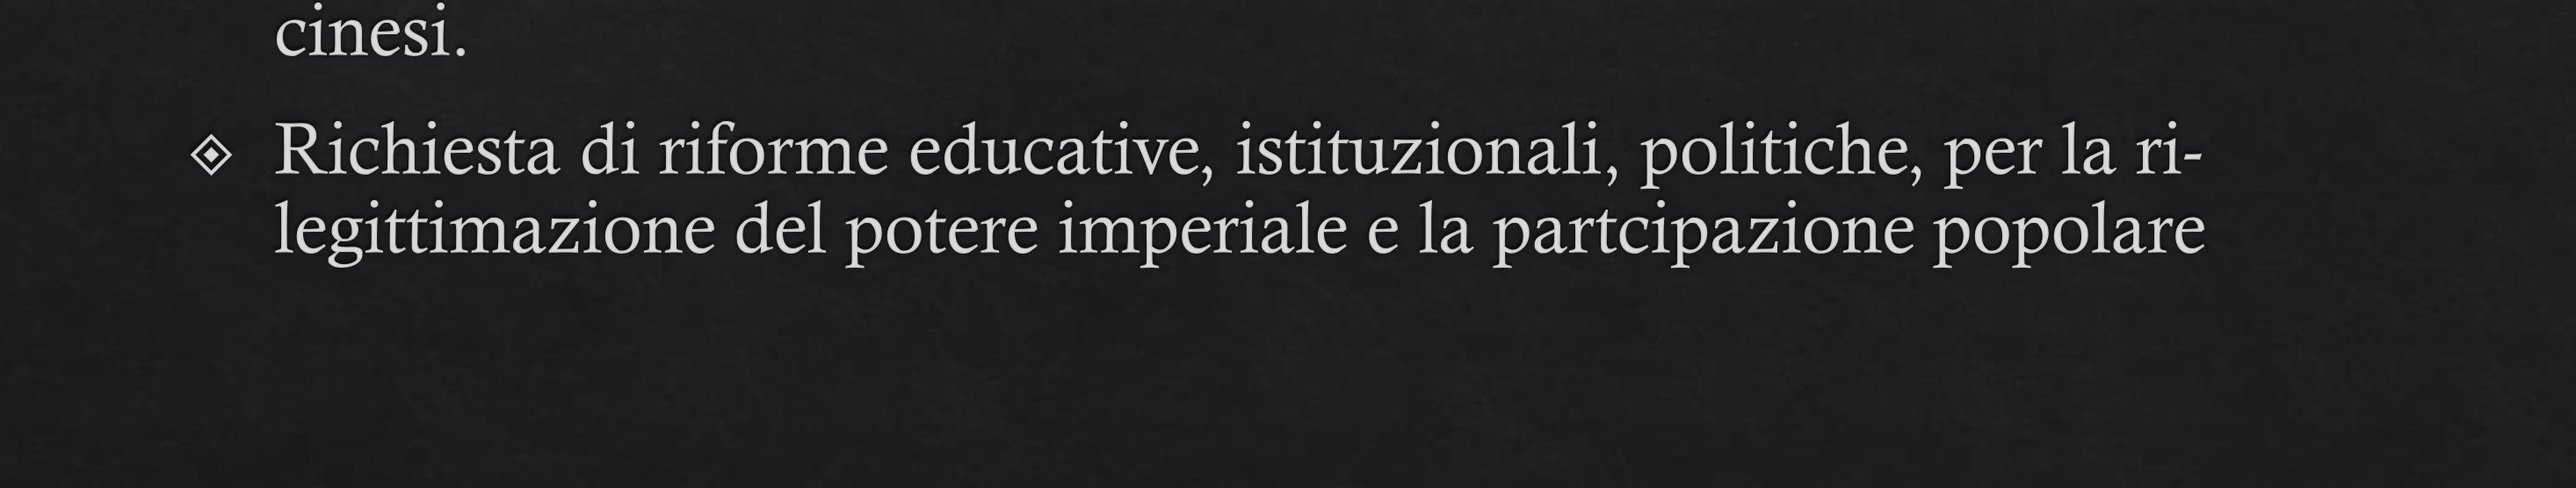 cinesi.
Richiesta di riforme educative, istituzionali, politiche, per la ri-
legittimazione del potere imperiale e la partcipazione popolare